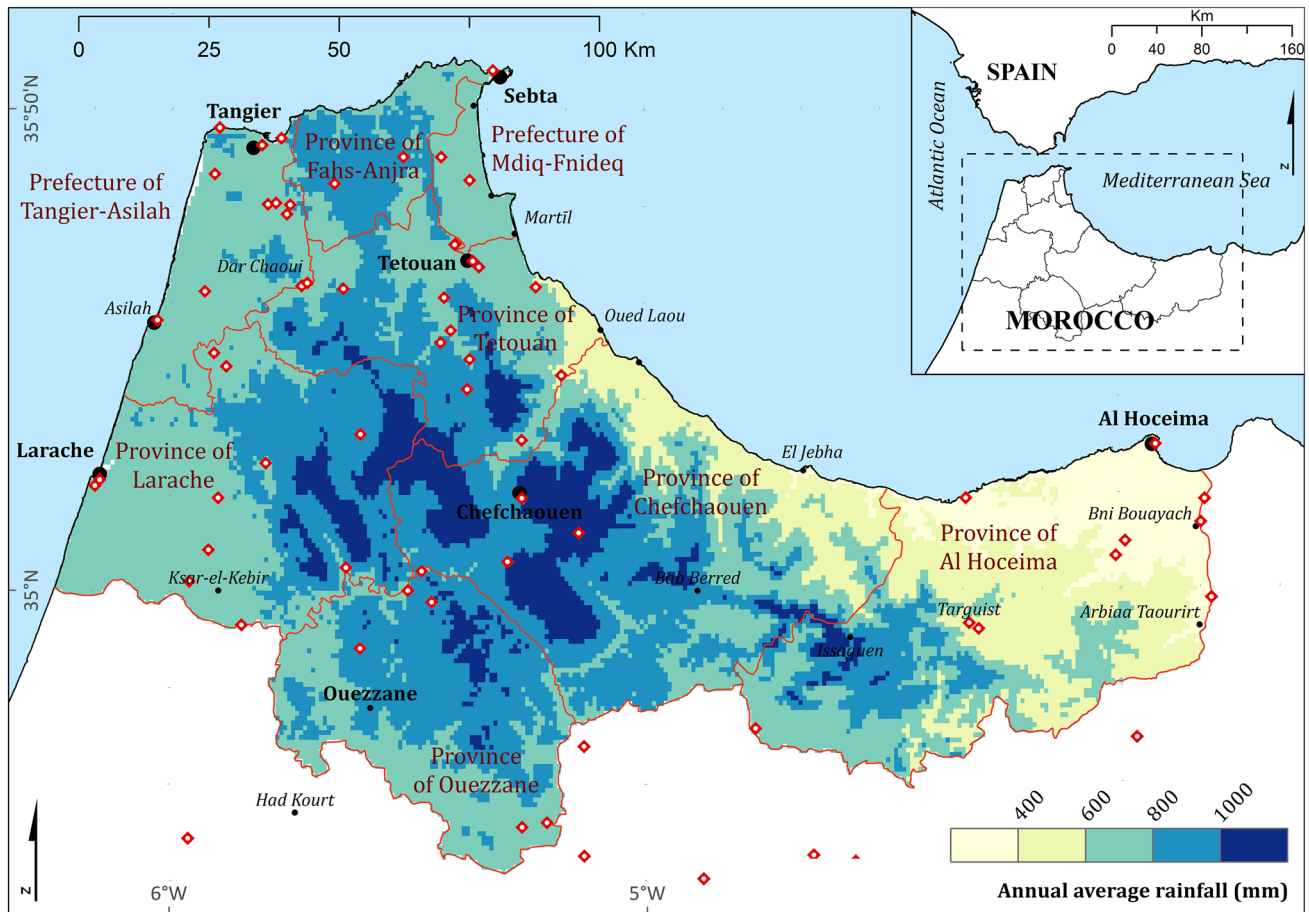 0
25
50
100 Km
Km
0
40
80
160
SPAIN
Atlantic Ocean
Mediterranean Sea
MOROCCO
z
35°50'N
35°N
Tangier
Sebta
Province of
Fahs-Anjra
Prefecture of
Mdiq-Fnideq
Prefecture of
Tangier-Asilah
Martīl
Dar Chaoui
Tetouan
Asilah
Province of
Tetouan
Oued Laou
Larache
Province of
Larache
Al Hoceima
El Jebha
Province of
Chefchaouen
Chefchaouen
Bni Bouayach
Province of
Al Hoceima
Ksar-el-Kebir
Bab Berred
Targuist
Arbiaa Taourirt
Issaguen
Ouezzane
Province
of Ouezzane
Had Kourt
z
400
600
800
1000
Annual average rainfall (mm)
6°W
5°W